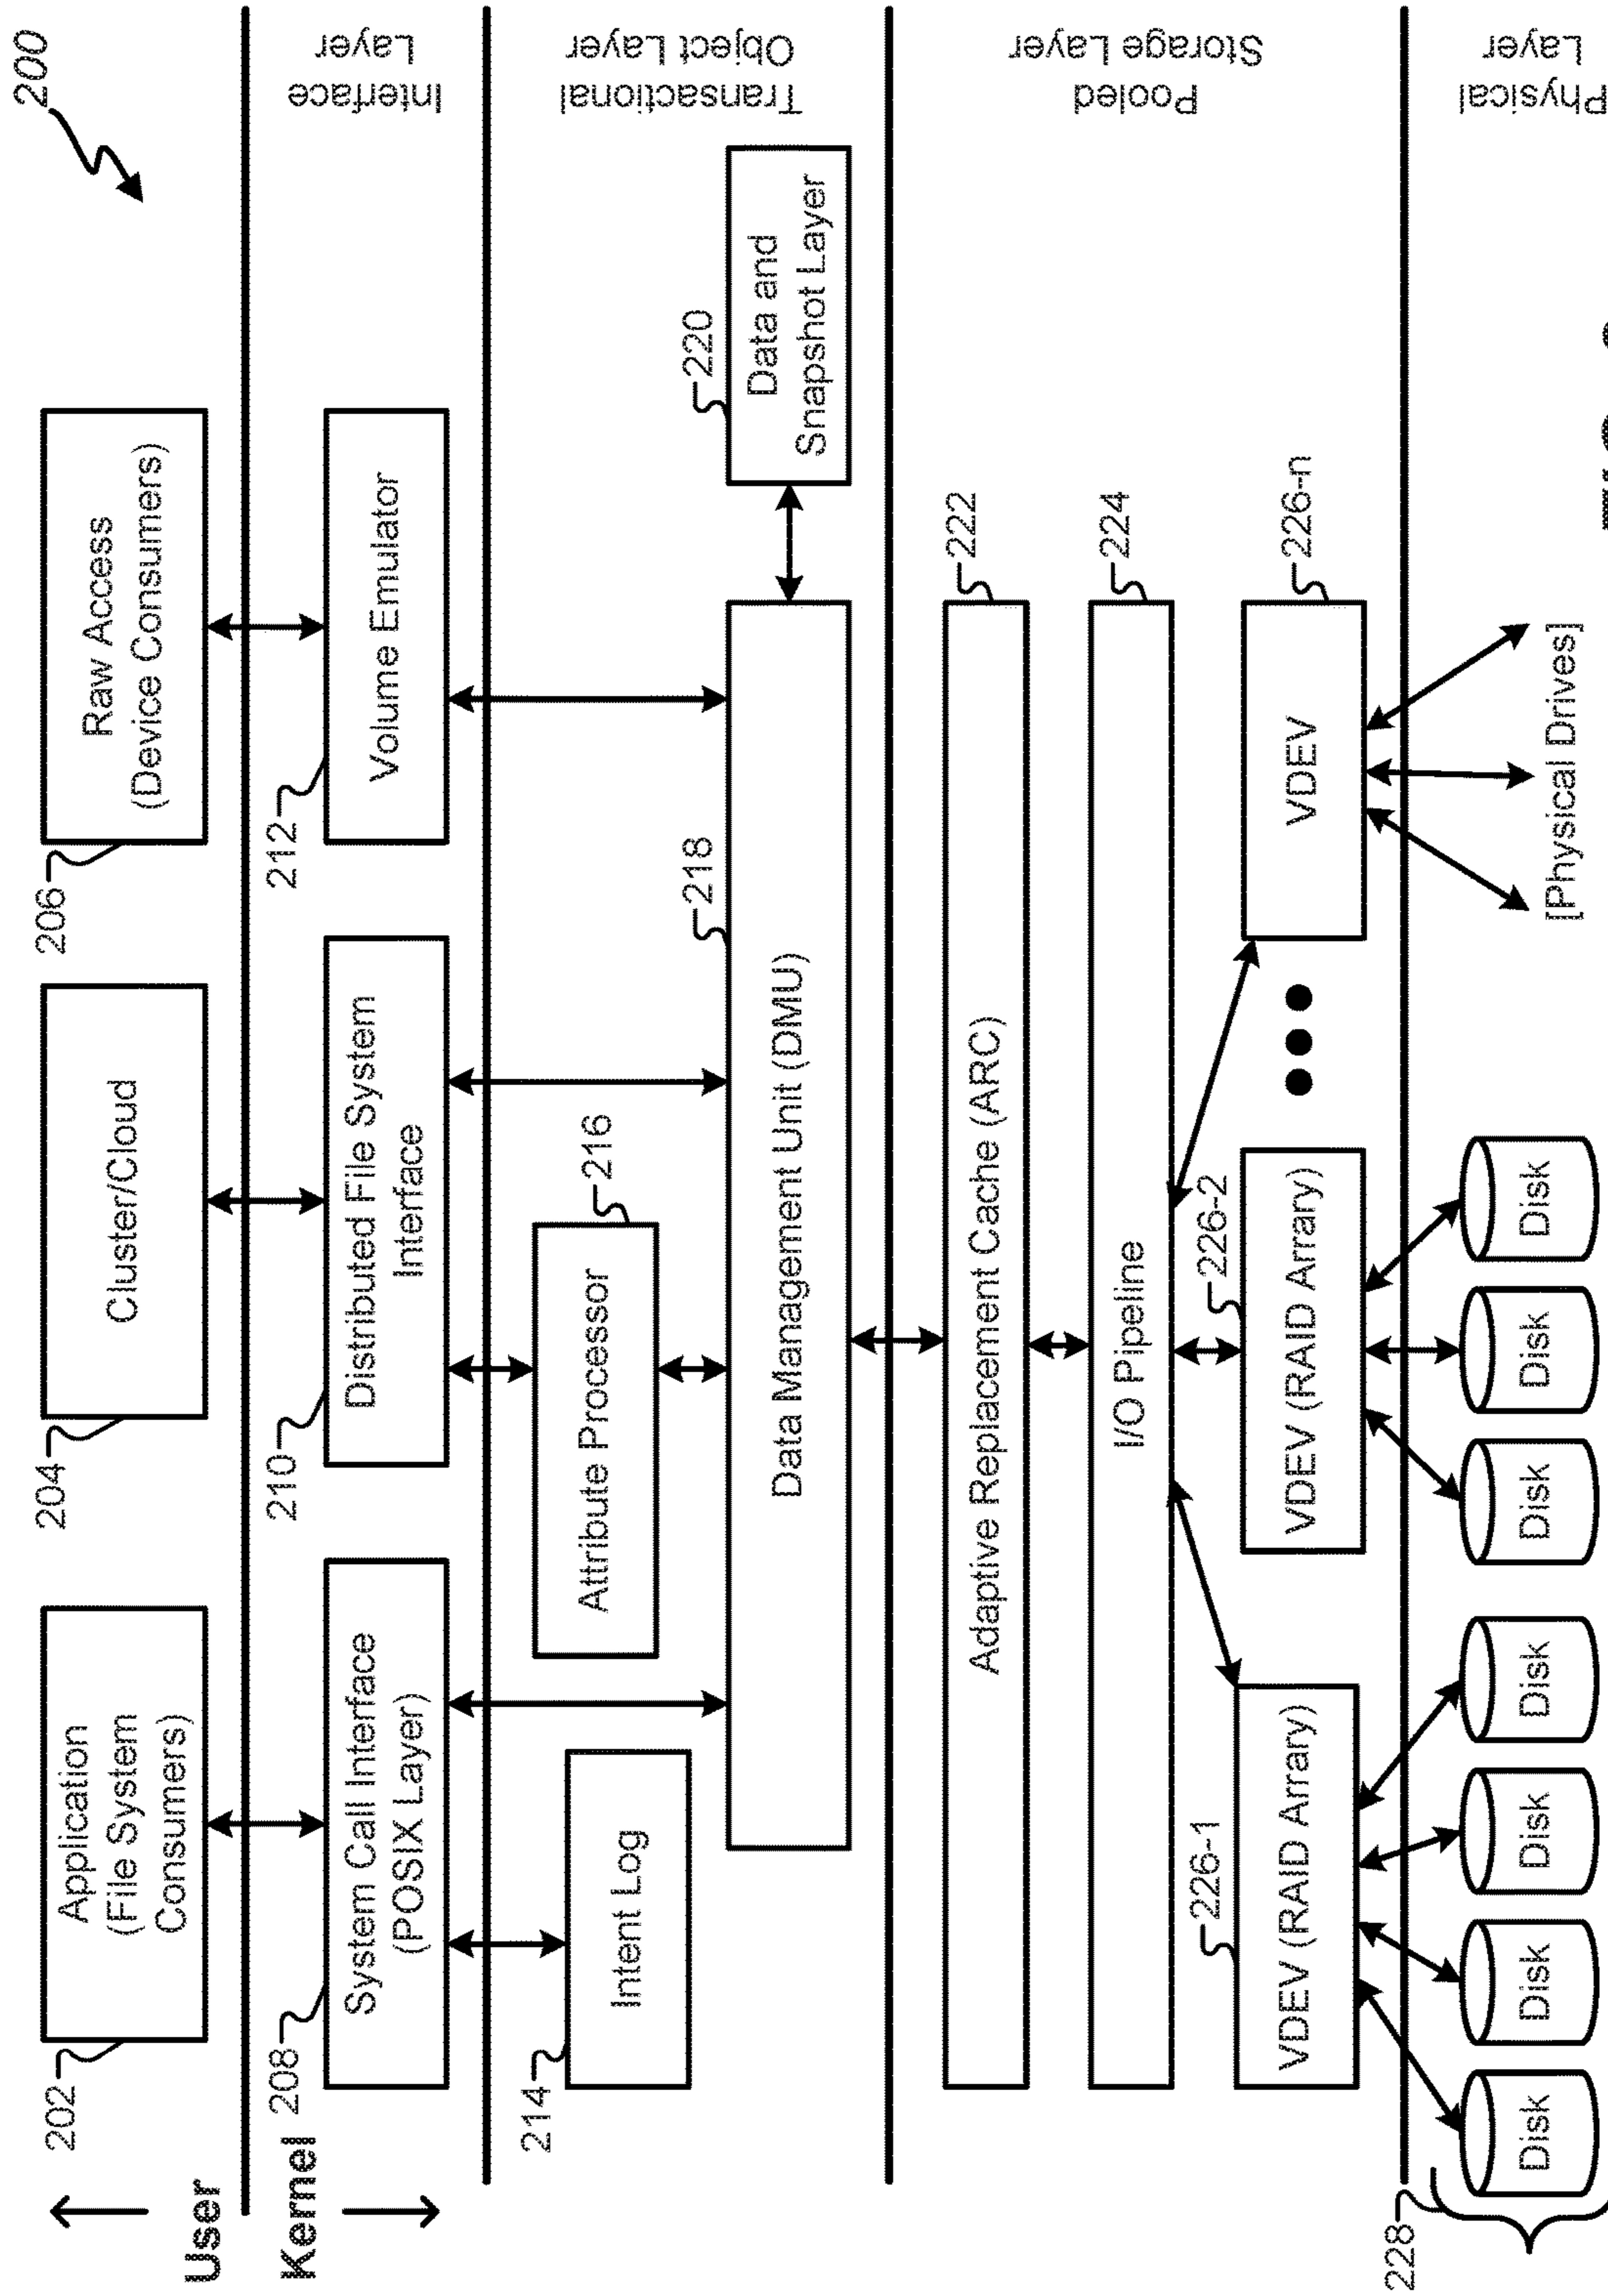 200
202
Application
(File System
Consumers)
204
Cluster/Cloud
206
Raw Access
(Device Consumers)
User
Kernel
208
System Call Interface
(POSIX Layer)
210
Distributed File System
Interface
212
Volume Emulator
Interface
Layer
214
Intent Log
Attribute Processor
216
218
Data Management Unit (DMU)
220
Data and
Snapshot Layer
Transactional
Object Layer
Adaptive Replacement Cache (ARC)
222
I/O Pipeline
224
226-1
VDEV (RAID Arrary)
226-2
VDEV (RAID Arrary)
VDEV
226-n
Pooled
Storage Layer
228
Disk
Disk
Disk
Disk
Disk
Disk
Disk
[Physical Drives]
Physical
Layer